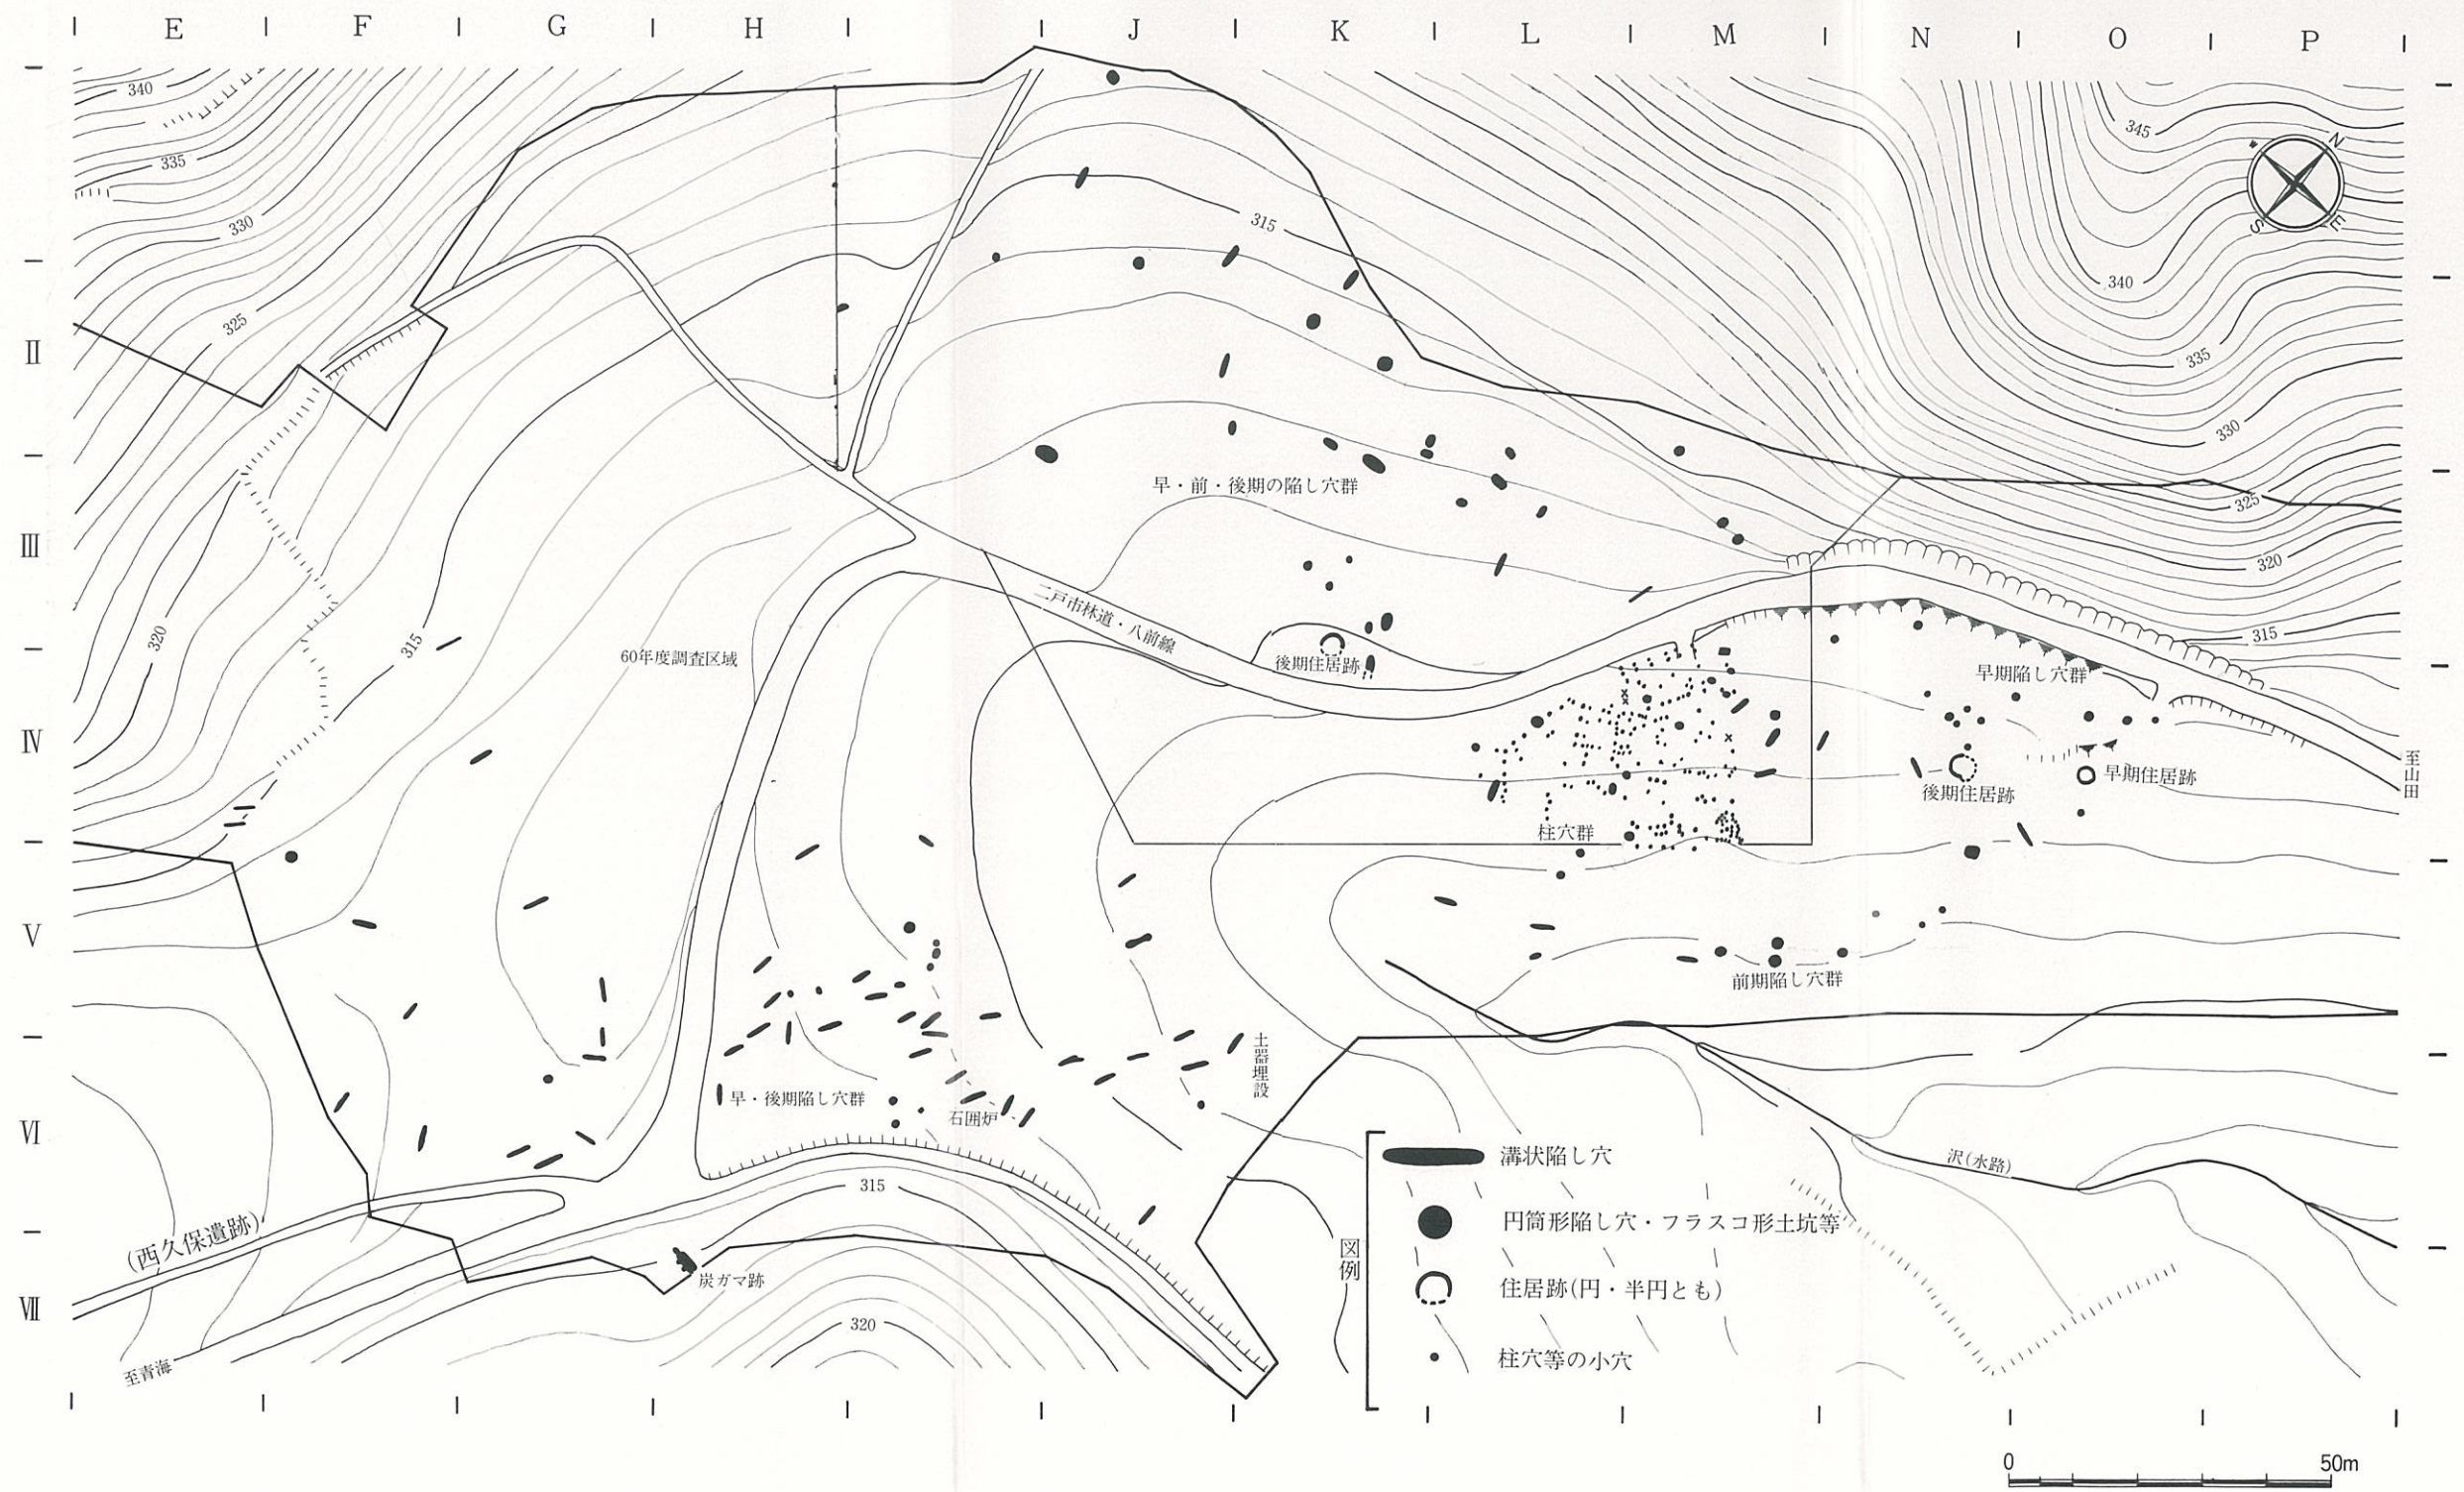 E F G H J K L M N O P
340
345
335
N
S E
330
315
340
325
II
335
330
早・前・後期の陥し穴群
325
III
320
二戸市林道・八前線
320
315
315
60年度調査区域
後期住居跡
早期陥し穴群
IV
至山田
早期住居跡
後期住居跡
柱穴群
V
前期陥し穴群
土器埋設
早・後期陥し穴群
石囲炉
VI
溝状陥し穴
沢(水路)
315
円筒形陥し穴・フラスコ形土坑等
(西久保遺跡)
図例
炭ガマ跡
住居跡(円・半円とも)
VII
320
柱穴等の小穴
至青海
0 50m